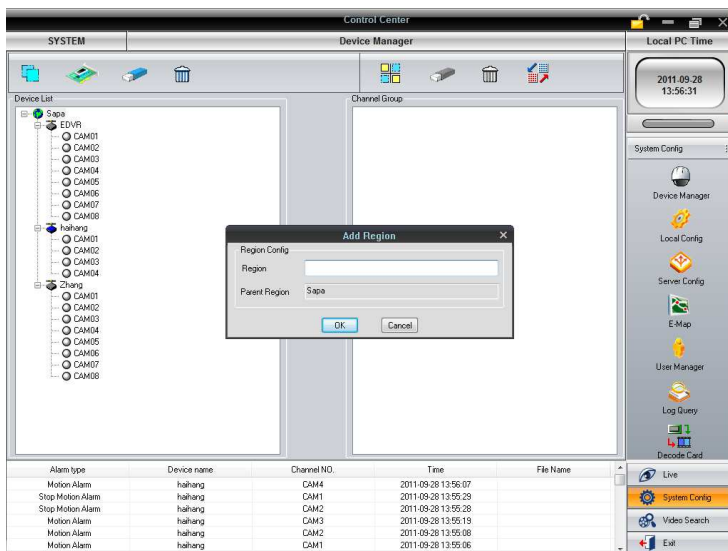 Control Center
SYSTEM
Device Manager
Local PC Time
2011-09-28
13:56:31
Device List
Channel Group
Sapa
EDVR
CAM01
CAM02
CAM03
CAM04
CAM05
CAM06
CAM07
CAM08
haihang
CAM01
CAM02
CAM03
CAM04
Zhang
CAM01
CAM02
CAM03
CAM04
CAM05
CAM06
CAM07
CAM08
Add Region
Region Config
Region
Parent Region Sapa
OK Cancel
System Config
Device Manager
Local Config
Server Config
E-Map
User Manager
Log Query
Decode Card
Live
System Config
Video Search
Exit
Alarm type Device name Channel NO. Time File Name
Motion Alarm haihang CAM4 2011-09-28 13:56:07
Stop Motion Alarm haihang CAM1 2011-09-28 13:55:29
Stop Motion Alarm haihang CAM2 2011-09-28 13:55:28
Motion Alarm haihang CAM3 2011-09-28 13:55:19
Motion Alarm haihang CAM2 2011-09-28 13:55:08
Motion Alarm haihang CAM1 2011-09-28 13:55:06